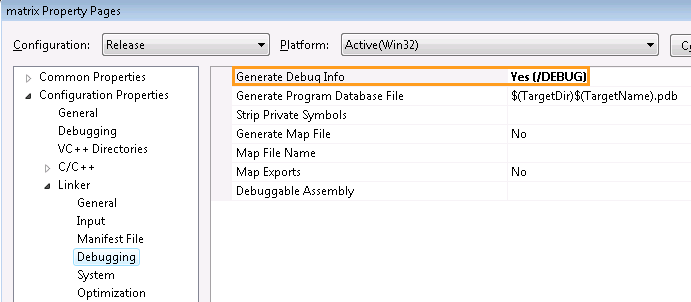 matrix Property Pages
Configuration: Release Platform: Active(Win32)
Common Properties
Configuration Properties
General
Debugging
VC++ Directories
C/C++
Linker
General
Input
Manifest File
Debugging
System
Optimization
Generate Debug Info Yes (/DEBUG)
Generate Program Database File $(TargetDir)$(TargetName).pdb
Strip Private Symbols
Generate Map File No
Map File Name
Map Exports No
Debuggable Assembly